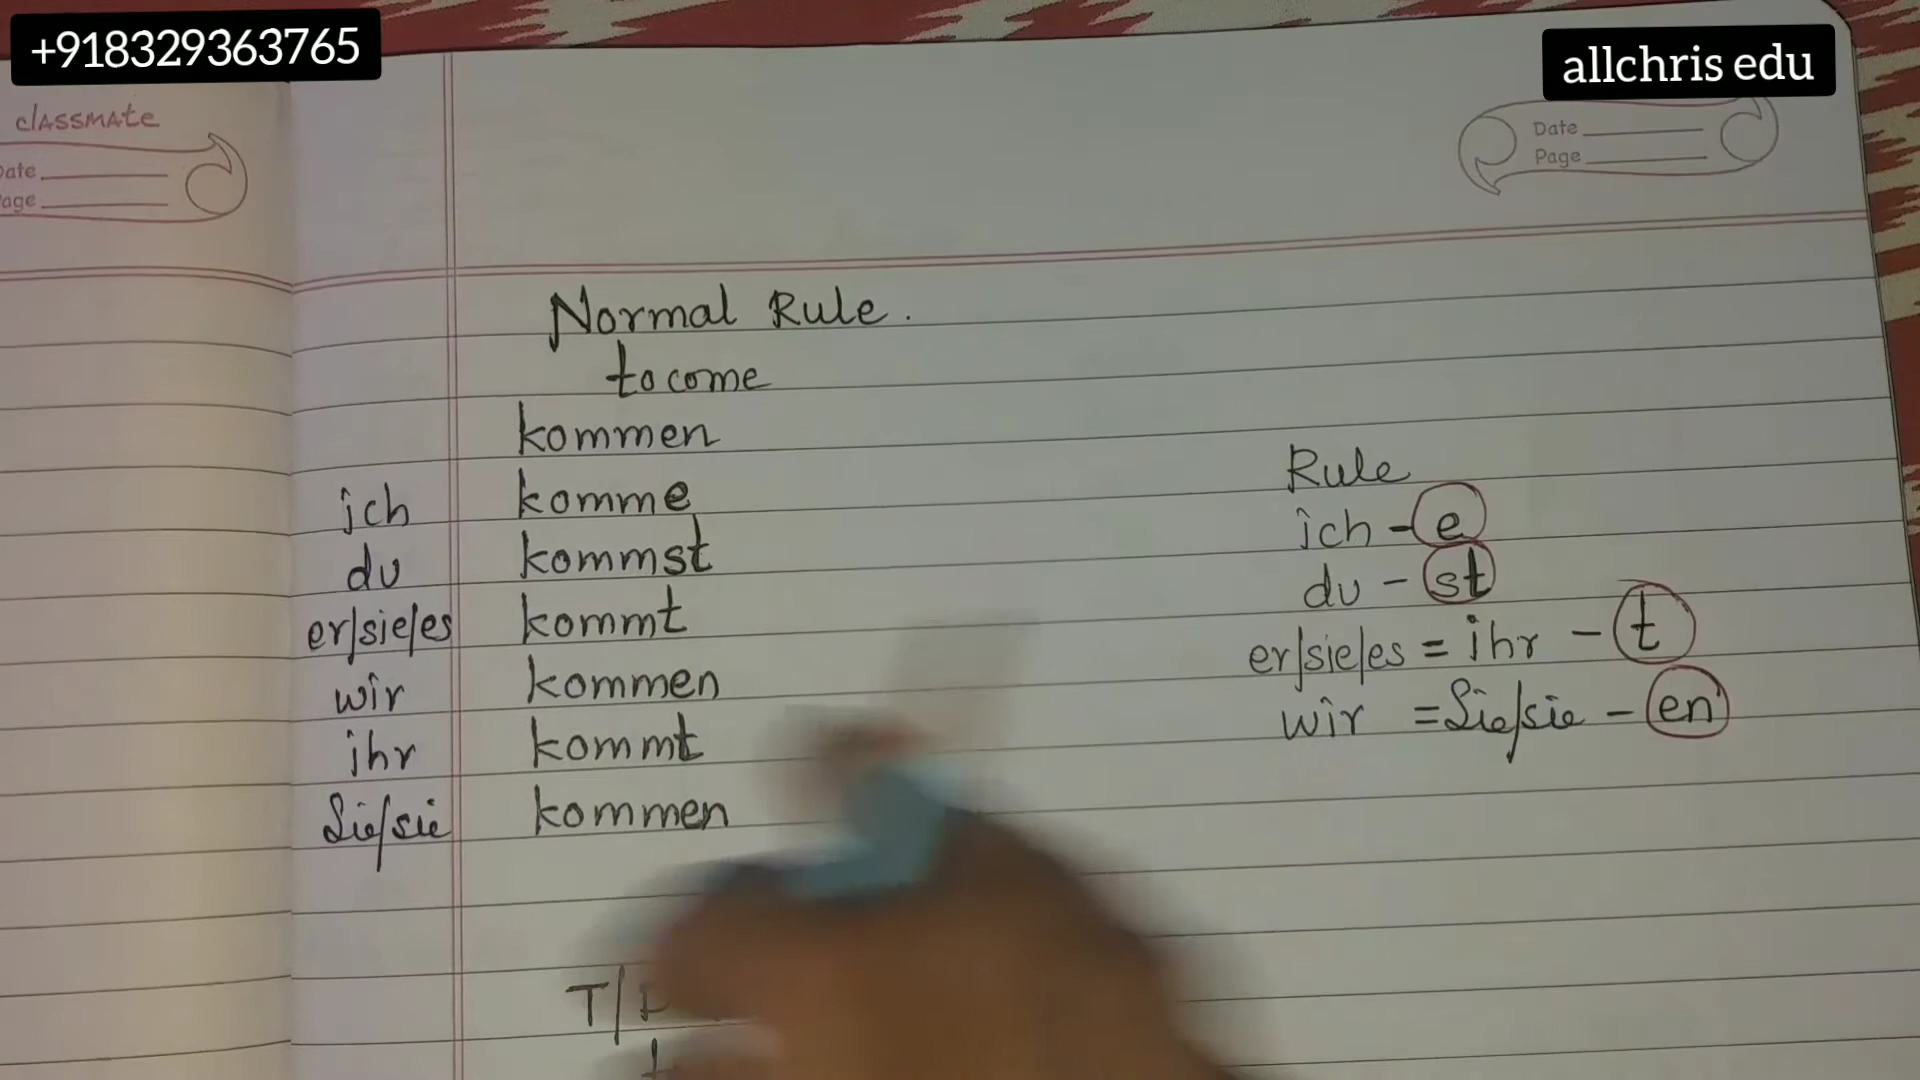 +918329363765
allchris edu
classmate
Date
Page
Date
Page
Normal Rule.
to come
kommen
ich komme
du kommst
er/sie/es kommt
wir kommen
ihr kommt
Sie/sie kommen
Rule
ich - e
du - st
er/sie/es = ihr - t
wir = Sie/sie - en
T/